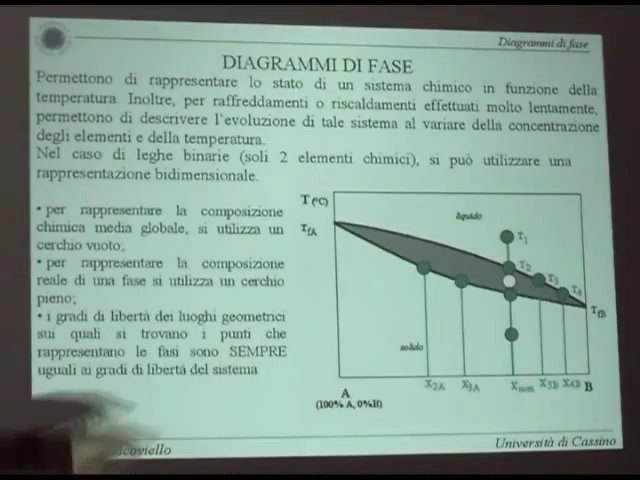 Diagrammi di fase
DIAGRAMMI DI FASE
Permettono di rappresentare lo stato di un sistema chimico in funzione della
temperatura. Inoltre, per raffreddamenti o riscaldamenti effettuati molto lentamente,
permettono di descrivere l'evoluzione di tale sistema al variare della concentrazione
degli elementi e della temperatura.
Nel caso di leghe binarie (soli 2 elementi chimici), si può utilizzare una
rappresentazione bidimensionale.
• per rappresentare la composizione
chimica media globale, si utilizza un
cerchio vuoto;
• per rappresentare la composizione
reale di una fase si utilizza un cerchio
pieno;
• i gradi di libertà dei luoghi geometrici
sui quali si trovano i punti che
rappresentano le fasi sono SEMPRE
uguali ai gradi di libertà del sistema
T (°C)
liquido
TfA
T1
T2
T3
T4
TfB
solido
X2A X3A Xnom X3B X4B B
A
(100% A, 0%B)
coviello
Università di Cassino